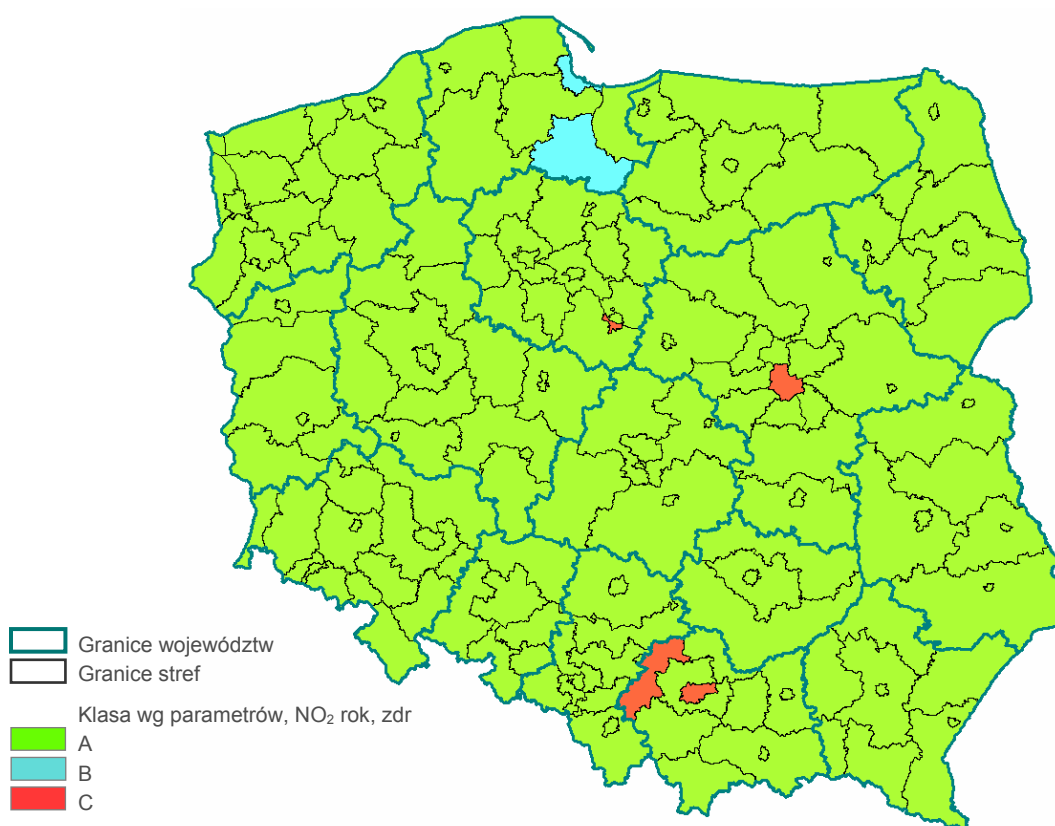 Granice województw
Granice stref
Klasa wg parametrów, NO₂ rok, zdr
A
B
C